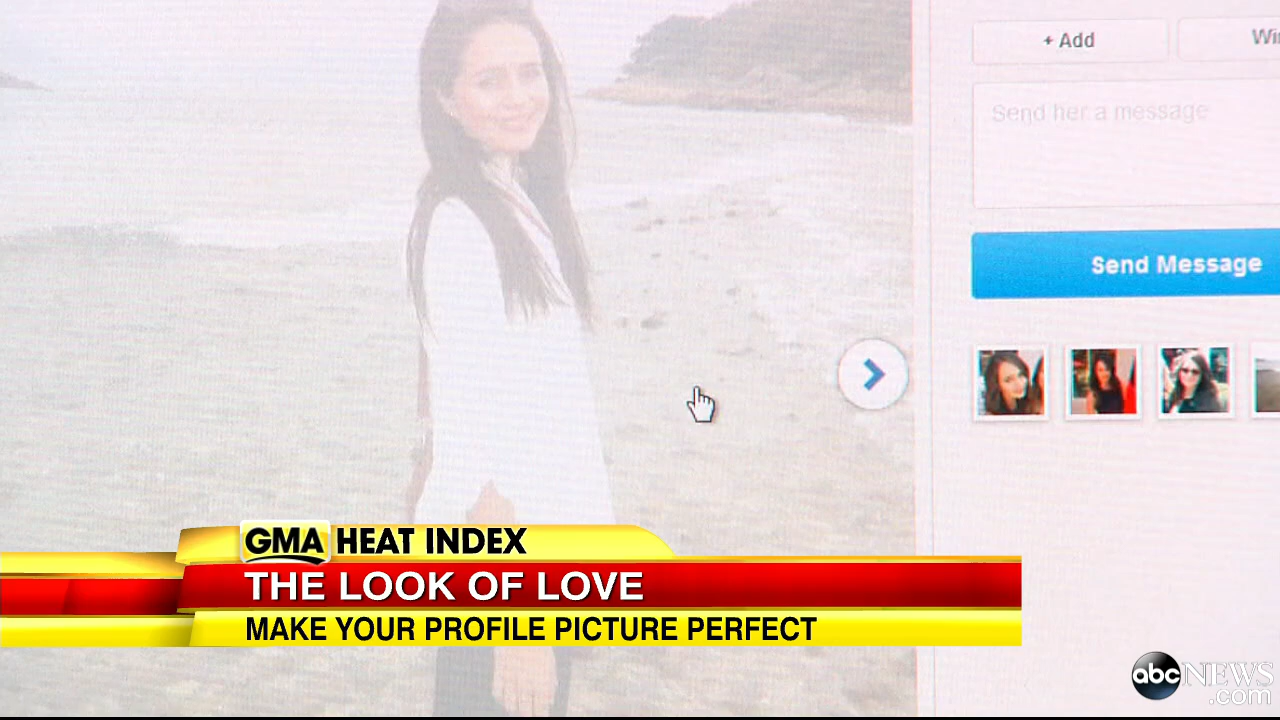 + Add
Send her a message
Send Message
GMA HEAT INDEX
THE LOOK OF LOVE
MAKE YOUR PROFILE PICTURE PERFECT
abc NEWS
.com